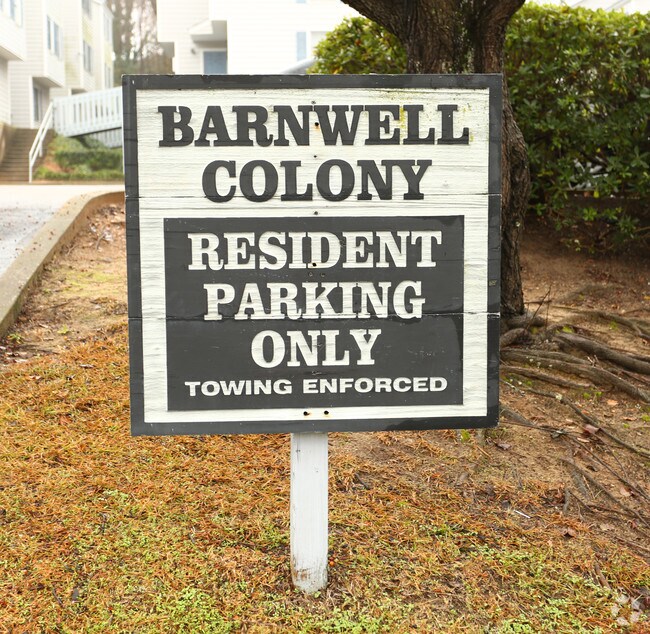 BARNWELL
COLONY
RESIDENT
PARKING
ONLY
TOWING ENFORCED